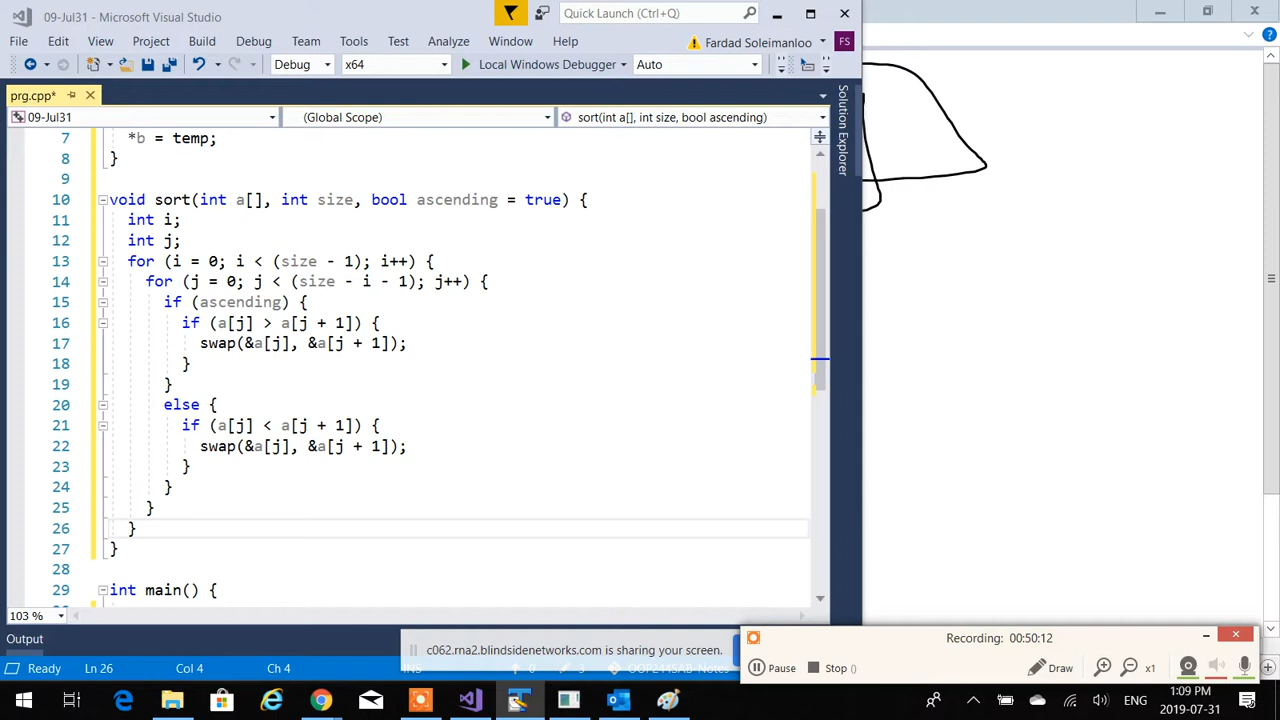 09-Jul31 - Microsoft Visual Studio
Quick Launch (Ctrl+Q)
File Edit View Project Build Debug Team Tools Test Analyze Window Help
Fardad Soleimanloo FS
Debug x64 Local Windows Debugger Auto
prg.cpp*
09-Jul31 (Global Scope) sort(int a[], int size, bool ascending)
Solution Explorer
7 *b = temp;
8 }
9
10 void sort(int a[], int size, bool ascending = true) {
11 int i;
12 int j;
13 for (i = 0; i < (size - 1); i++) {
14 for (j = 0; j < (size - i - 1); j++) {
15 if (ascending) {
16 if (a[j] > a[j + 1]) {
17 swap(&a[j], &a[j + 1]);
18 }
19 }
20 else {
21 if (a[j] < a[j + 1]) {
22 swap(&a[j], &a[j + 1]);
23 }
24 }
25 }
26 }
27 }
28
29 int main() {
103 %
Output
c062.rna2.blindsidenetworks.com is sharing your screen.
Recording: 00:50:12
Pause Stop () Draw x1
Ready Ln 26 Col 4 Ch 4 INS 0 3 OOP244SAB-Notes
ENG 1:09 PM
2019-07-31